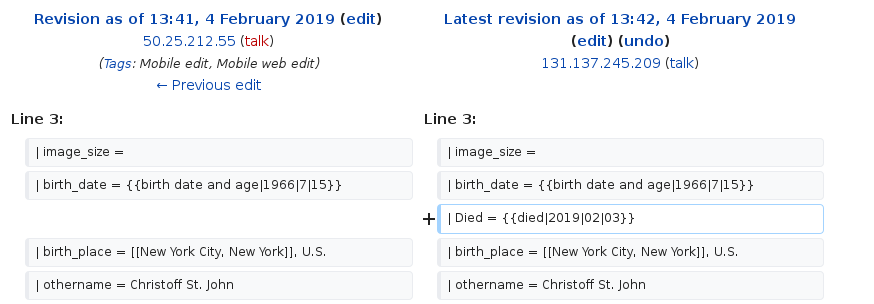 Revision as of 13:41, 4 February 2019 (edit)
50.25.212.55 (talk)
(Tags: Mobile edit, Mobile web edit)
← Previous edit
Latest revision as of 13:42, 4 February 2019
(edit) (undo)
131.137.245.209 (talk)
Line 3:
Line 3:
| image_size =
| image_size =
| birth_date = {{birth date and age|1966|7|15}}
| birth_date = {{birth date and age|1966|7|15}}
+ | Died = {{died|2019|02|03}}
| birth_place = [[New York City, New York]], U.S.
| birth_place = [[New York City, New York]], U.S.
| othername = Christoff St. John
| othername = Christoff St. John